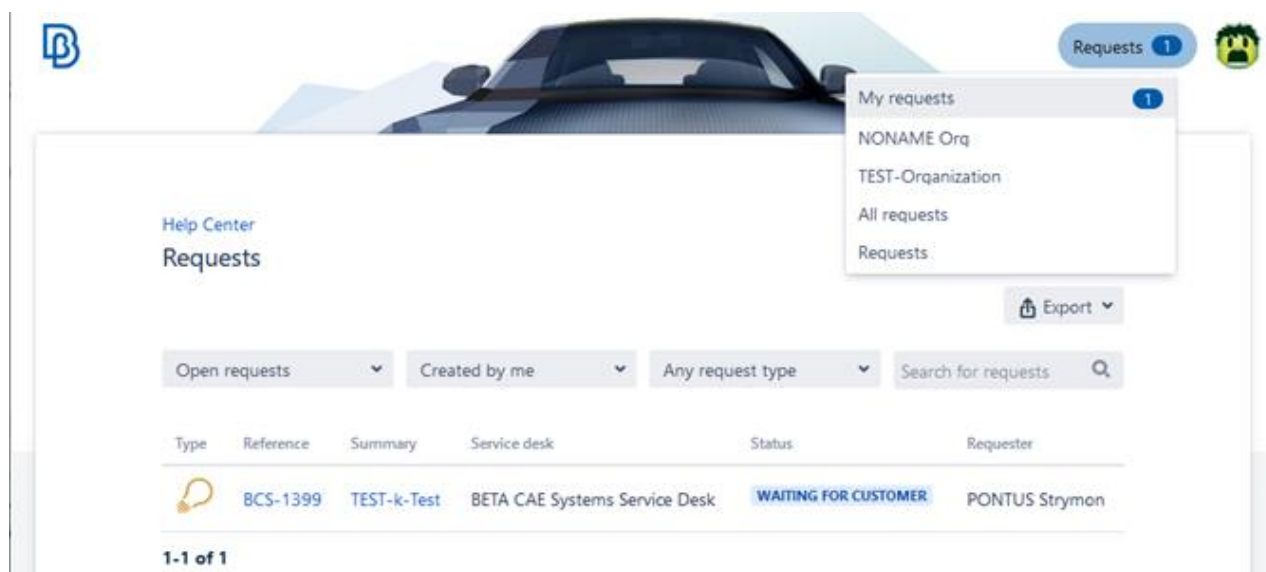 Requests 1
My requests 1
NONAME Org
TEST-Organization
All requests
Requests
Help Center
Requests
Export
Open requests Created by me Any request type Search for requests
Type Reference Summary Service desk Status Requester
BCS-1399 TEST-k-Test BETA CAE Systems Service Desk WAITING FOR CUSTOMER PONTUS Strymon
1-1 of 1